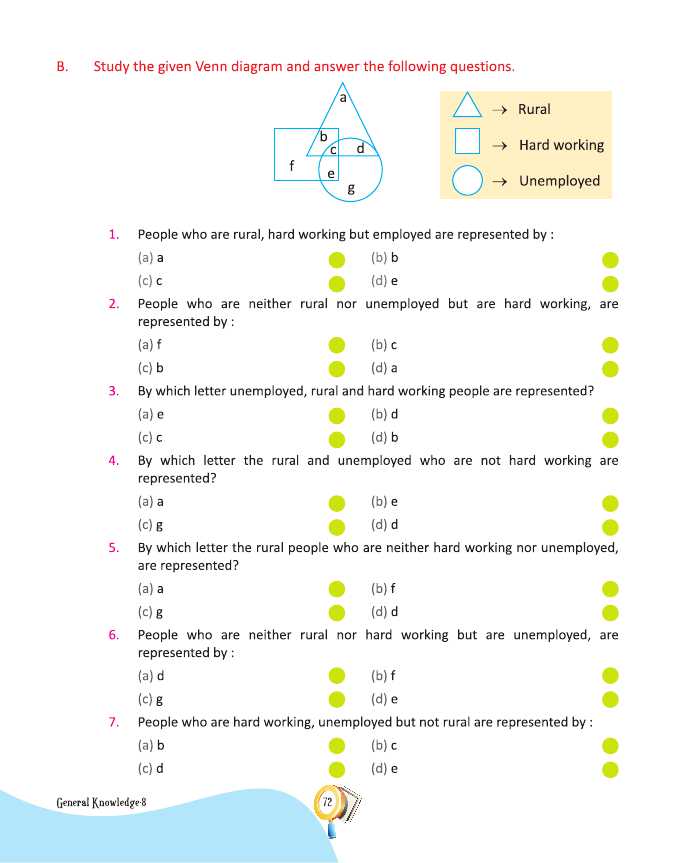 B. Study the given Venn diagram and answer the following questions.
a
b
c
d
f
e
g
→ Rural
→ Hard working
→ Unemployed
1. People who are rural, hard working but employed are represented by :
(a) a (b) b
(c) c (d) e
2. People who are neither rural nor unemployed but are hard working, are
represented by :
(a) f (b) c
(c) b (d) a
3. By which letter unemployed, rural and hard working people are represented?
(a) e (b) d
(c) c (d) b
4. By which letter the rural and unemployed who are not hard working are
represented?
(a) a (b) e
(c) g (d) d
5. By which letter the rural people who are neither hard working nor unemployed,
are represented?
(a) a (b) f
(c) g (d) d
6. People who are neither rural nor hard working but are unemployed, are
represented by :
(a) d (b) f
(c) g (d) e
7. People who are hard working, unemployed but not rural are represented by :
(a) b (b) c
(c) d (d) e
General Knowledge-8
72